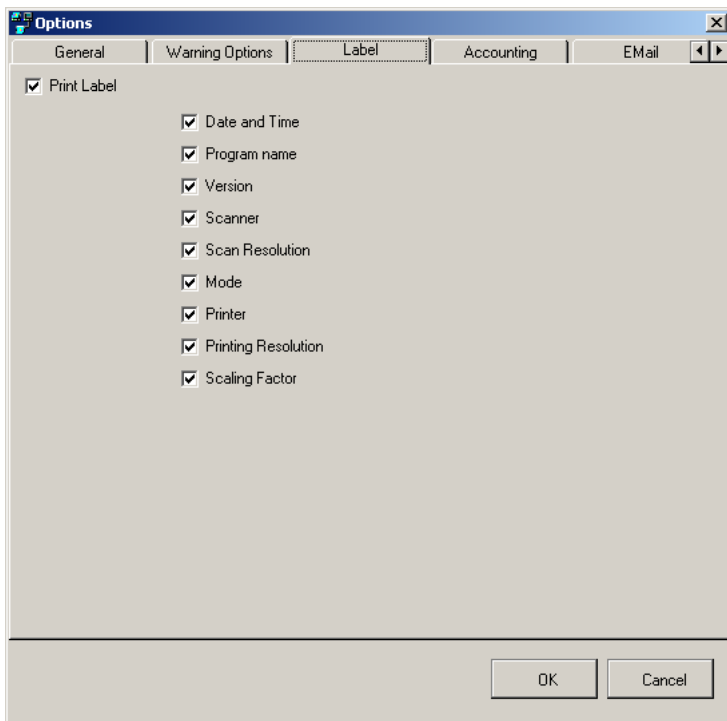 Options
General Warning Options Label Accounting EMail
Print Label
Date and Time
Program name
Version
Scanner
Scan Resolution
Mode
Printer
Printing Resolution
Scaling Factor
OK Cancel